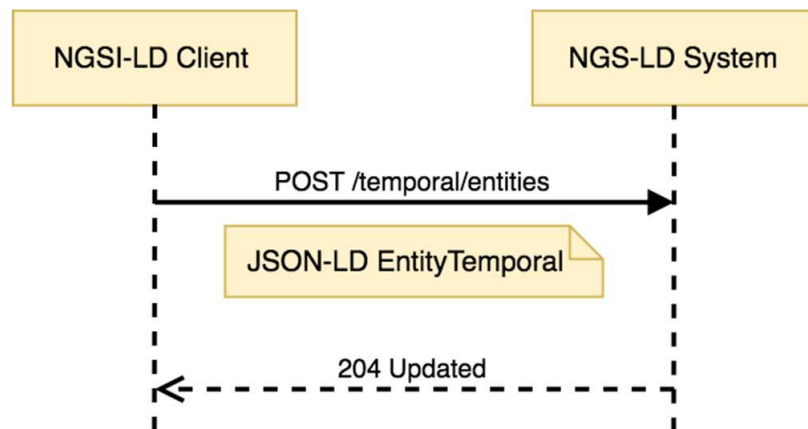 NGSI-LD Client
NGS-LD System
POST /temporal/entities
JSON-LD EntityTemporal
204 Updated